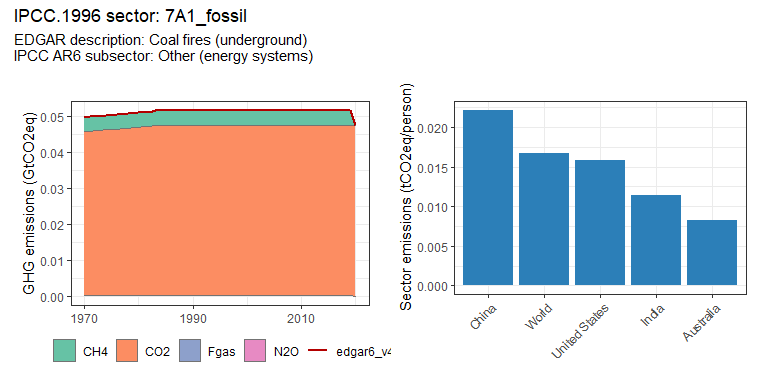 IPCC.1996 sector: 7A1_fossil
EDGAR description: Coal fires (underground)
IPCC AR6 subsector: Other (energy systems)
GHG emissions (GtCO2eq)
0.05
0.04
0.03
0.02
0.01
0.00
1970
1990
2010
CH4
CO2
Fgas
N2O
edgar6_v4
Sector emissions (tCO2eq/person)
0.020
0.015
0.010
0.005
0.000
China
World
United States
India
Australia